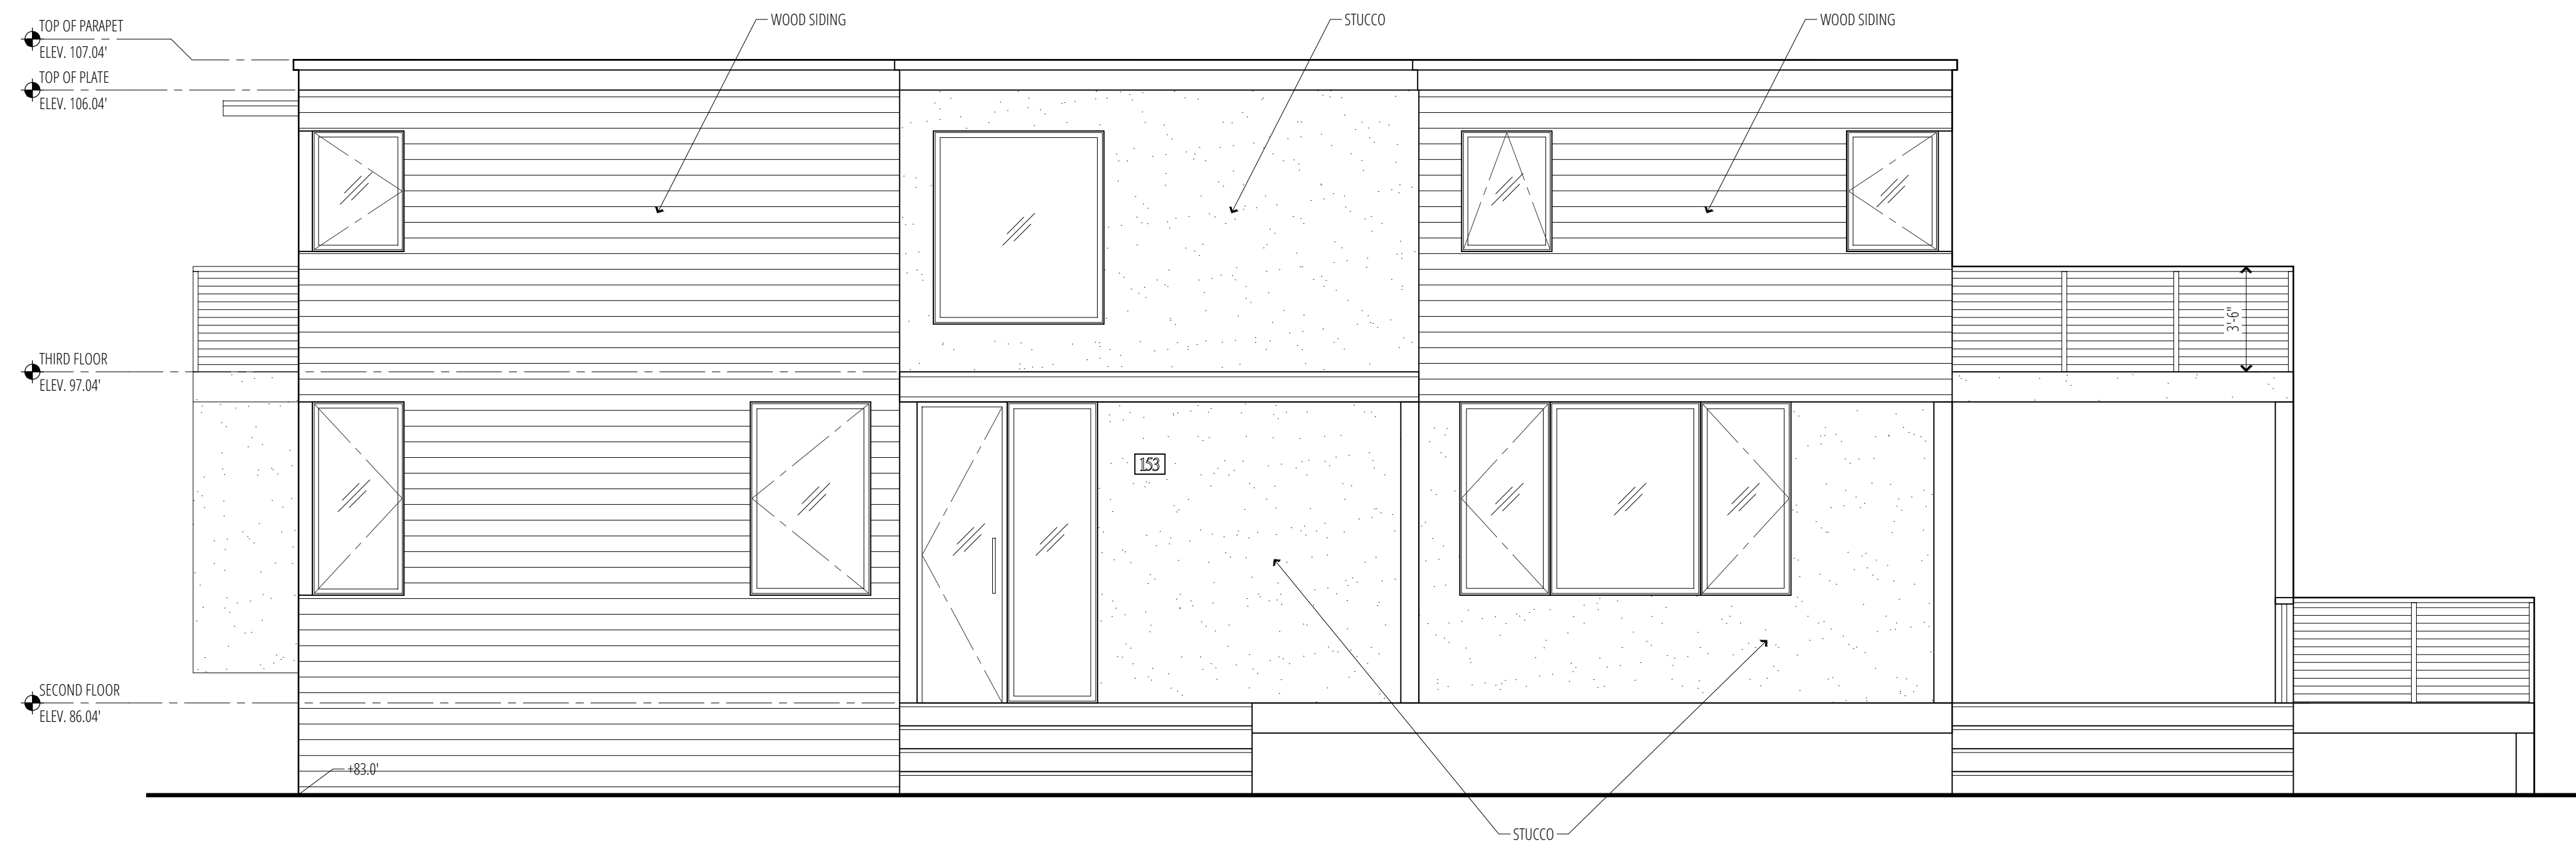 TOP OF PARAPET
ELEV. 107.04'
TOP OF PLATE
ELEV. 106.04'
WOOD SIDING
STUCCO
WOOD SIDING
THIRD FLOOR
ELEV. 97.04'
3'-6"
153
SECOND FLOOR
ELEV. 86.04'
+83.0'
STUCCO